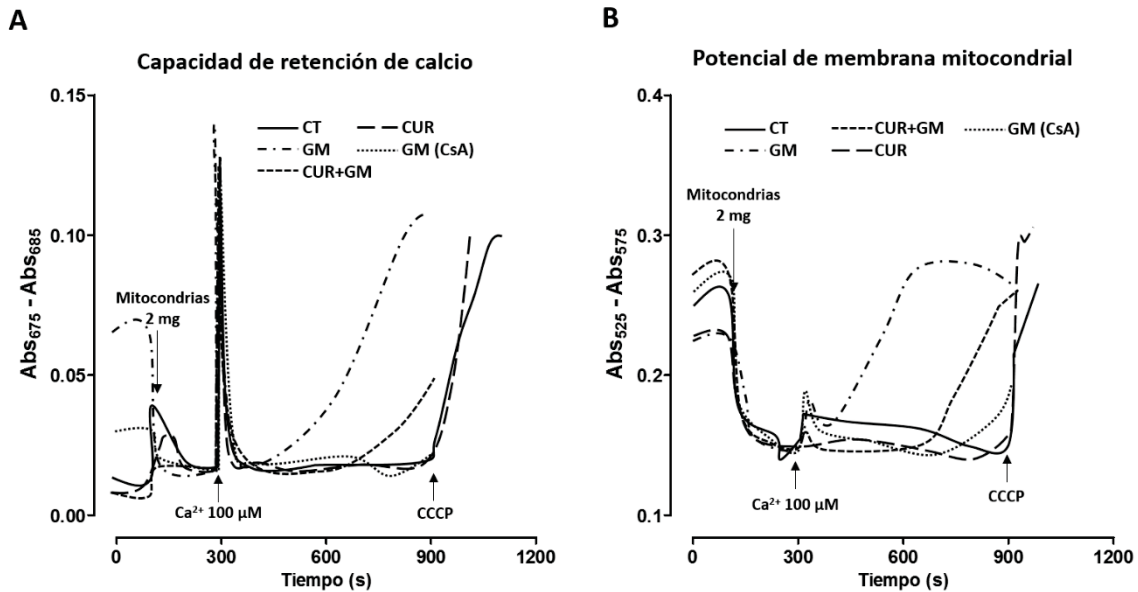 A
Capacidad de retención de calcio
Abs₆₇₅ - Abs₆₈₅
0.15
0.10
0.05
0.00
CT
CUR
GM
GM (CsA)
CUR+GM
Mitocondrias
2 mg
Ca²⁺ 100 µM
CCCP
0
300
600
900
1200
Tiempo (s)
B
Potencial de membrana mitocondrial
Abs₅₂₅ - Abs₅₇₅
0.4
0.3
0.2
0.1
CT
CUR+GM
GM (CsA)
GM
CUR
Mitocondrias
2 mg
Ca²⁺ 100 µM
CCCP
0
300
600
900
1200
Tiempo (s)